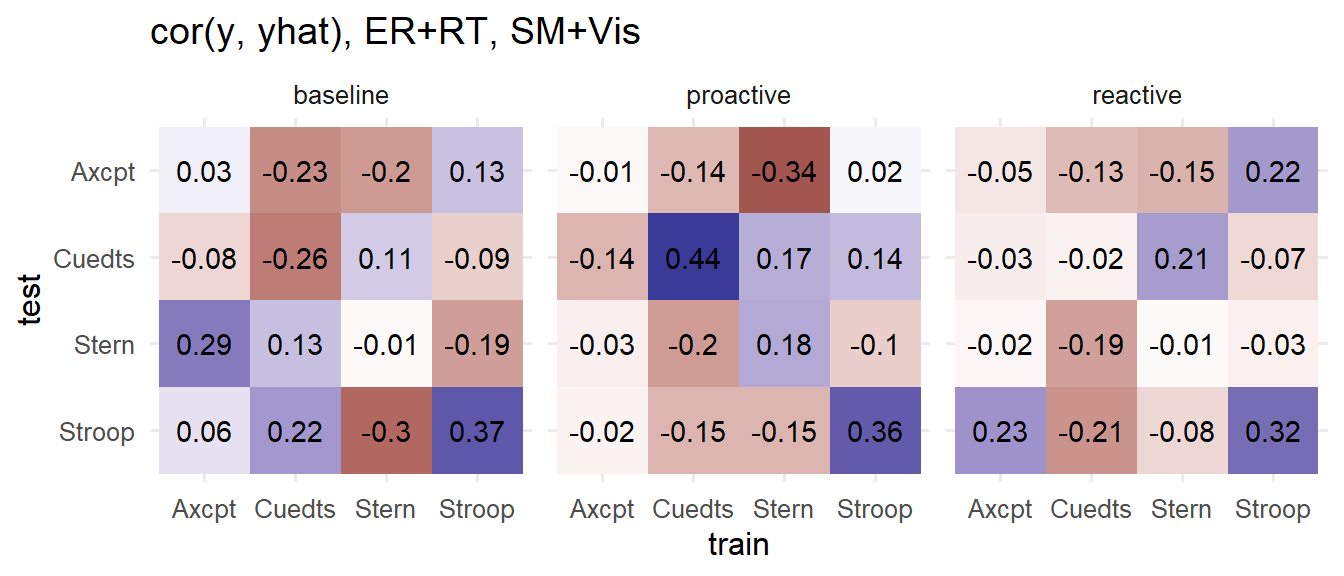 cor(y, yhat), ER+RT, SM+Vis
baseline proactive reactive
Axcpt 0.03 -0.23 -0.2 0.13 -0.01 -0.14 -0.34 0.02 -0.05 -0.13 -0.15 0.22
Cuedts -0.08 -0.26 0.11 -0.09 -0.14 0.44 0.17 0.14 -0.03 -0.02 0.21 -0.07
test
Stern 0.29 0.13 -0.01 -0.19 -0.03 -0.2 0.18 -0.1 -0.02 -0.19 -0.01 -0.03
Stroop 0.06 0.22 -0.3 0.37 -0.02 -0.15 -0.15 0.36 0.23 -0.21 -0.08 0.32
Axcpt Cuedts Stern Stroop Axcpt Cuedts Stern Stroop Axcpt Cuedts Stern Stroop
train